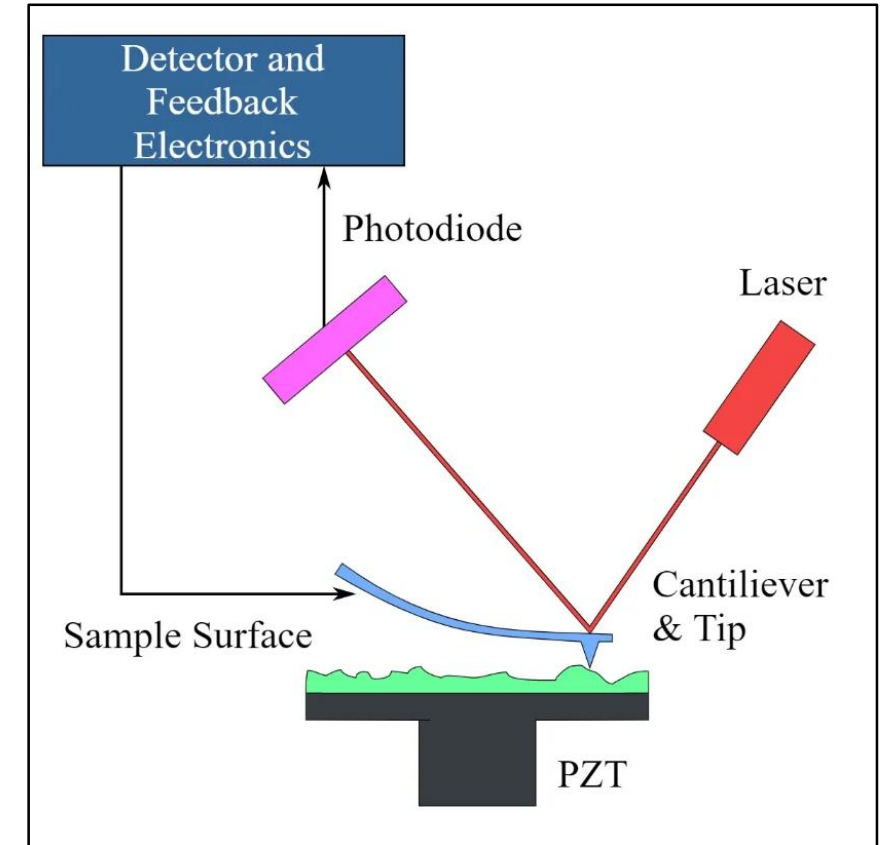 Detector and
Feedback
Electronics
Photodiode
Laser
Cantiliever
& Tip
Sample Surface
PZT